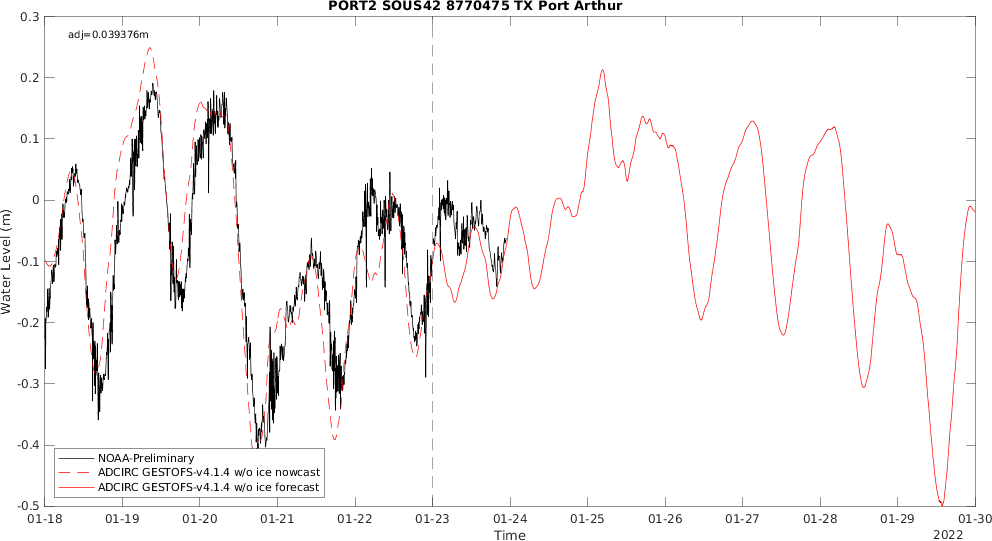 PORT2 SOUS42 8770475 TX Port Arthur
adj=0.039376m
0.3
0.2
0.1
0
-0.1
-0.2
-0.3
-0.4
-0.5
Water Level (m)
NOAA-Preliminary
ADCIRC GESTOFS-v4.1.4 w/o ice nowcast
ADCIRC GESTOFS-v4.1.4 w/o ice forecast
01-18 01-19 01-20 01-21 01-22 01-23 01-24 01-25 01-26 01-27 01-28 01-29 01-30
Time
2022